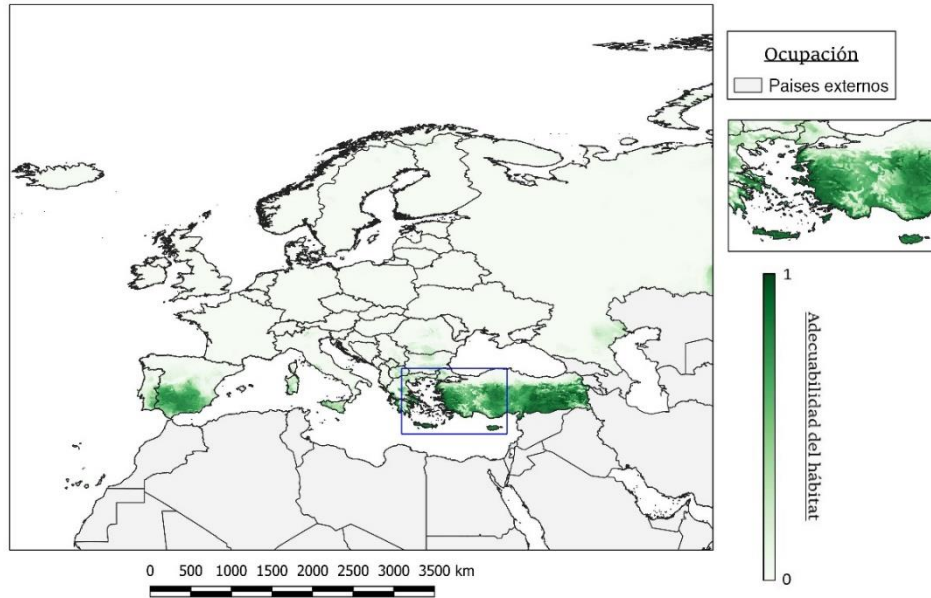 Ocupación
Paises externos
1
Adecuabilidad del hábitat
0
0 500 1000 1500 2000 2500 3000 3500 km